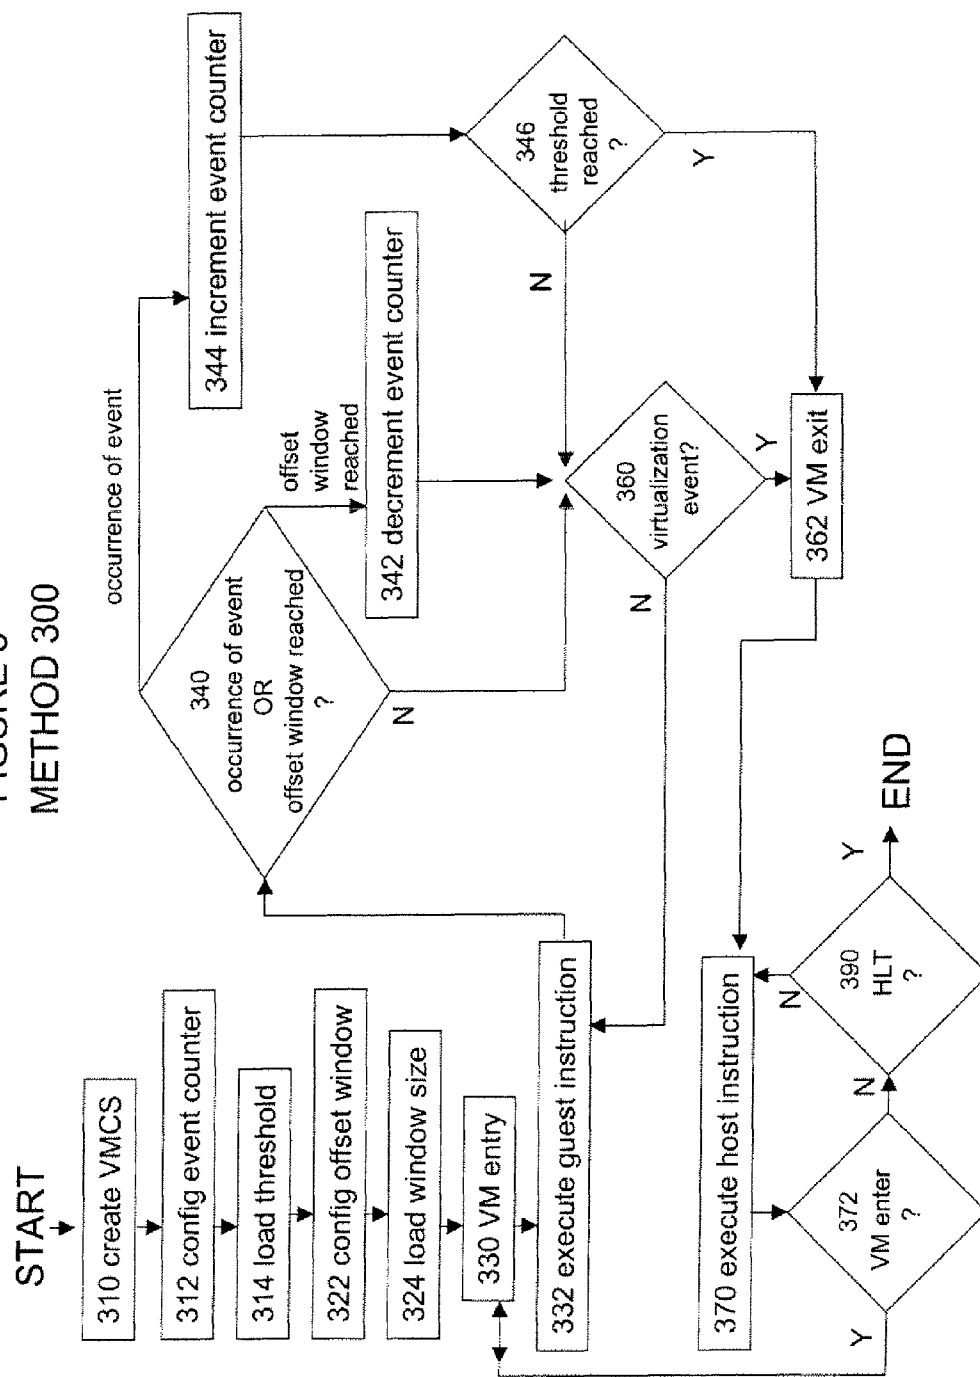 METHOD 300
START
310 create VMCS
312 config event counter
314 load threshold
322 config offset window
324 load window size
330 VM entry
332 execute guest instruction
340
occurrence of event
OR
offset window reached
?
occurrence of event
offset
window
reached
N
342 decrement event counter
344 increment event counter
346
threshold
reached
?
N
Y
360
virtualization
event?
N
Y
362 VM exit
370 execute host instruction
372
VM enter
?
Y
N
390
HLT
?
N
Y
END